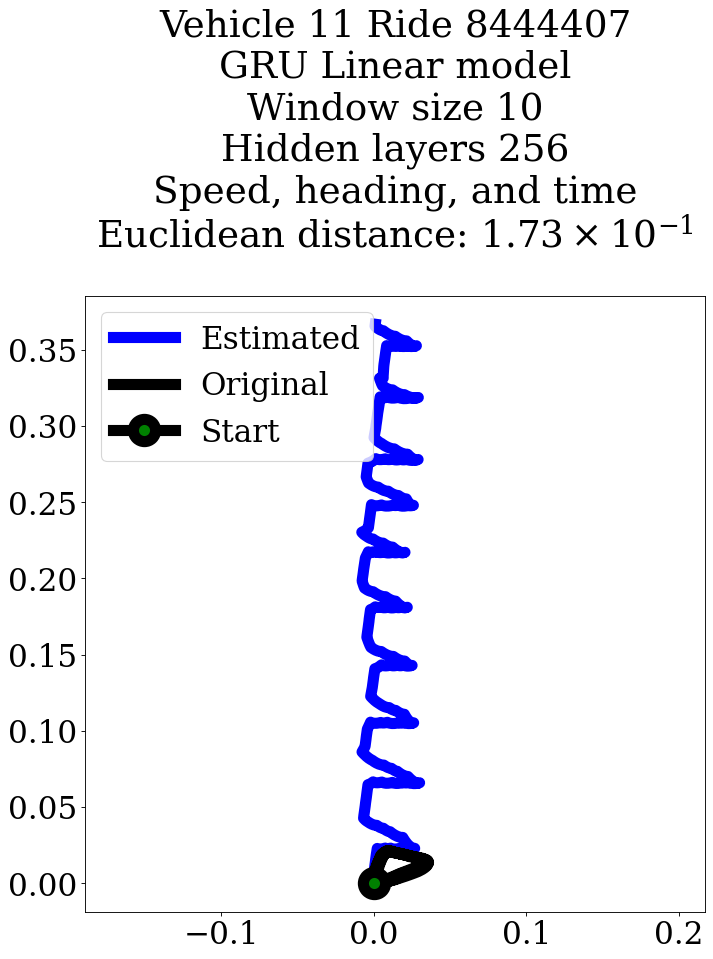 Vehicle 11 Ride 8444407
GRU Linear model
Window size 10
Hidden layers 256
Speed, heading, and time
Euclidean distance: 1.73 × 10⁻¹
Estimated
Original
Start
0.35
0.30
0.25
0.20
0.15
0.10
0.05
0.00
−0.1 0.0 0.1 0.2